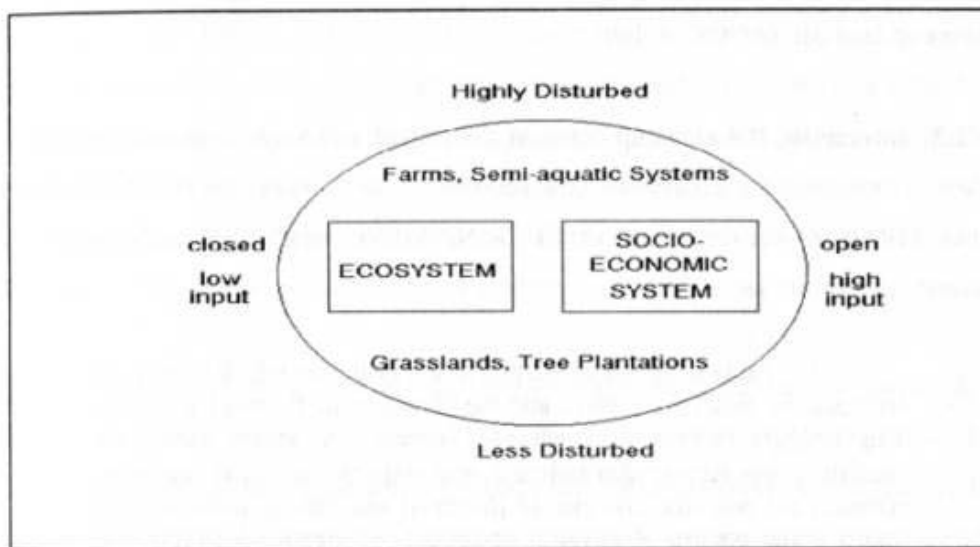 Highly Disturbed
Farms, Semi-aquatic Systems
closed
low
input
ECOSYSTEM
SOCIO-
ECONOMIC
SYSTEM
open
high
input
Grasslands, Tree Plantations
Less Disturbed